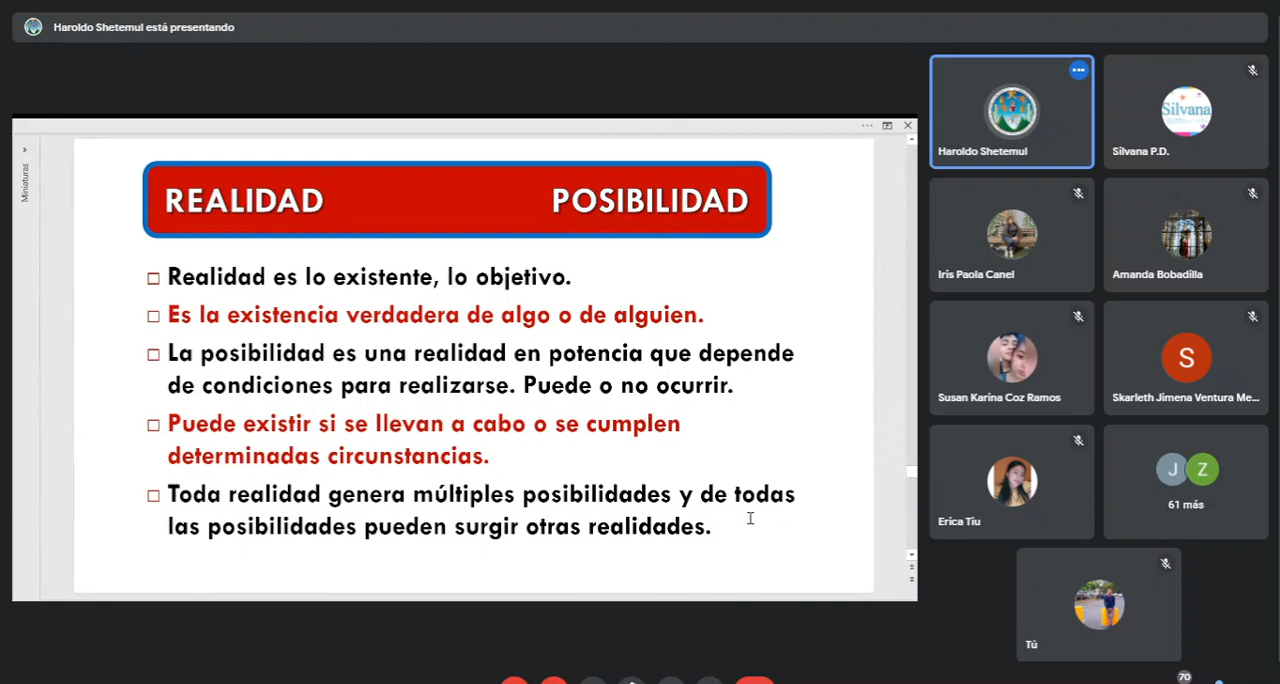 Haroldo Shetemul está presentando
Miniaturas
REALIDAD POSIBILIDAD
Realidad es lo existente, lo objetivo.
Es la existencia verdadera de algo o de alguien.
La posibilidad es una realidad en potencia que depende
de condiciones para realizarse. Puede o no ocurrir.
Puede existir si se llevan a cabo o se cumplen
determinadas circunstancias.
Toda realidad genera múltiples posibilidades y de todas
las posibilidades pueden surgir otras realidades.
Haroldo Shetemul
Silvana
Silvana P.D.
Iris Paola Canel
Amanda Bobadilla
Susan Karina Coz Ramos
S
Skarleth Jimena Ventura Me...
Erica Tíu
J Z
61 más
Tú
70